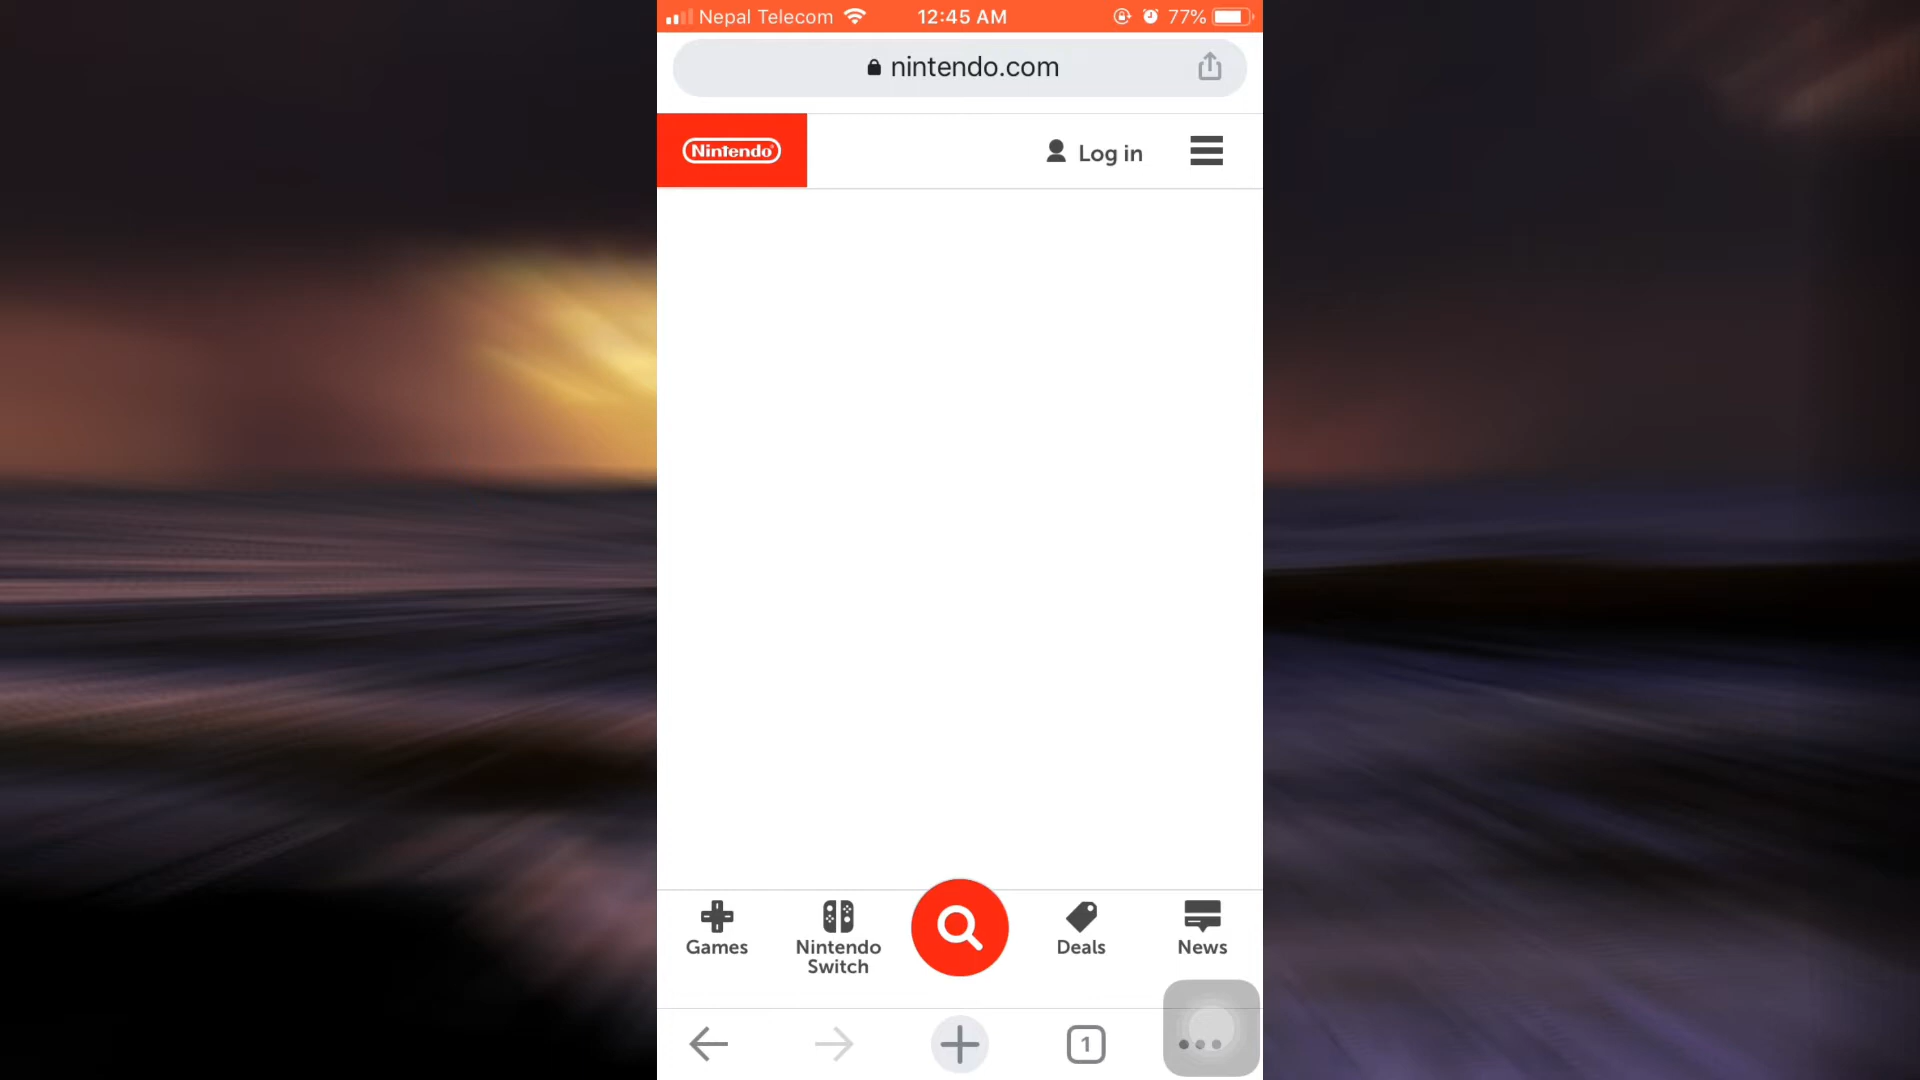 Nepal Telecom 12:45 AM 77%
nintendo.com
Nintendo
Log in
Games
Nintendo
Switch
Deals
News
1